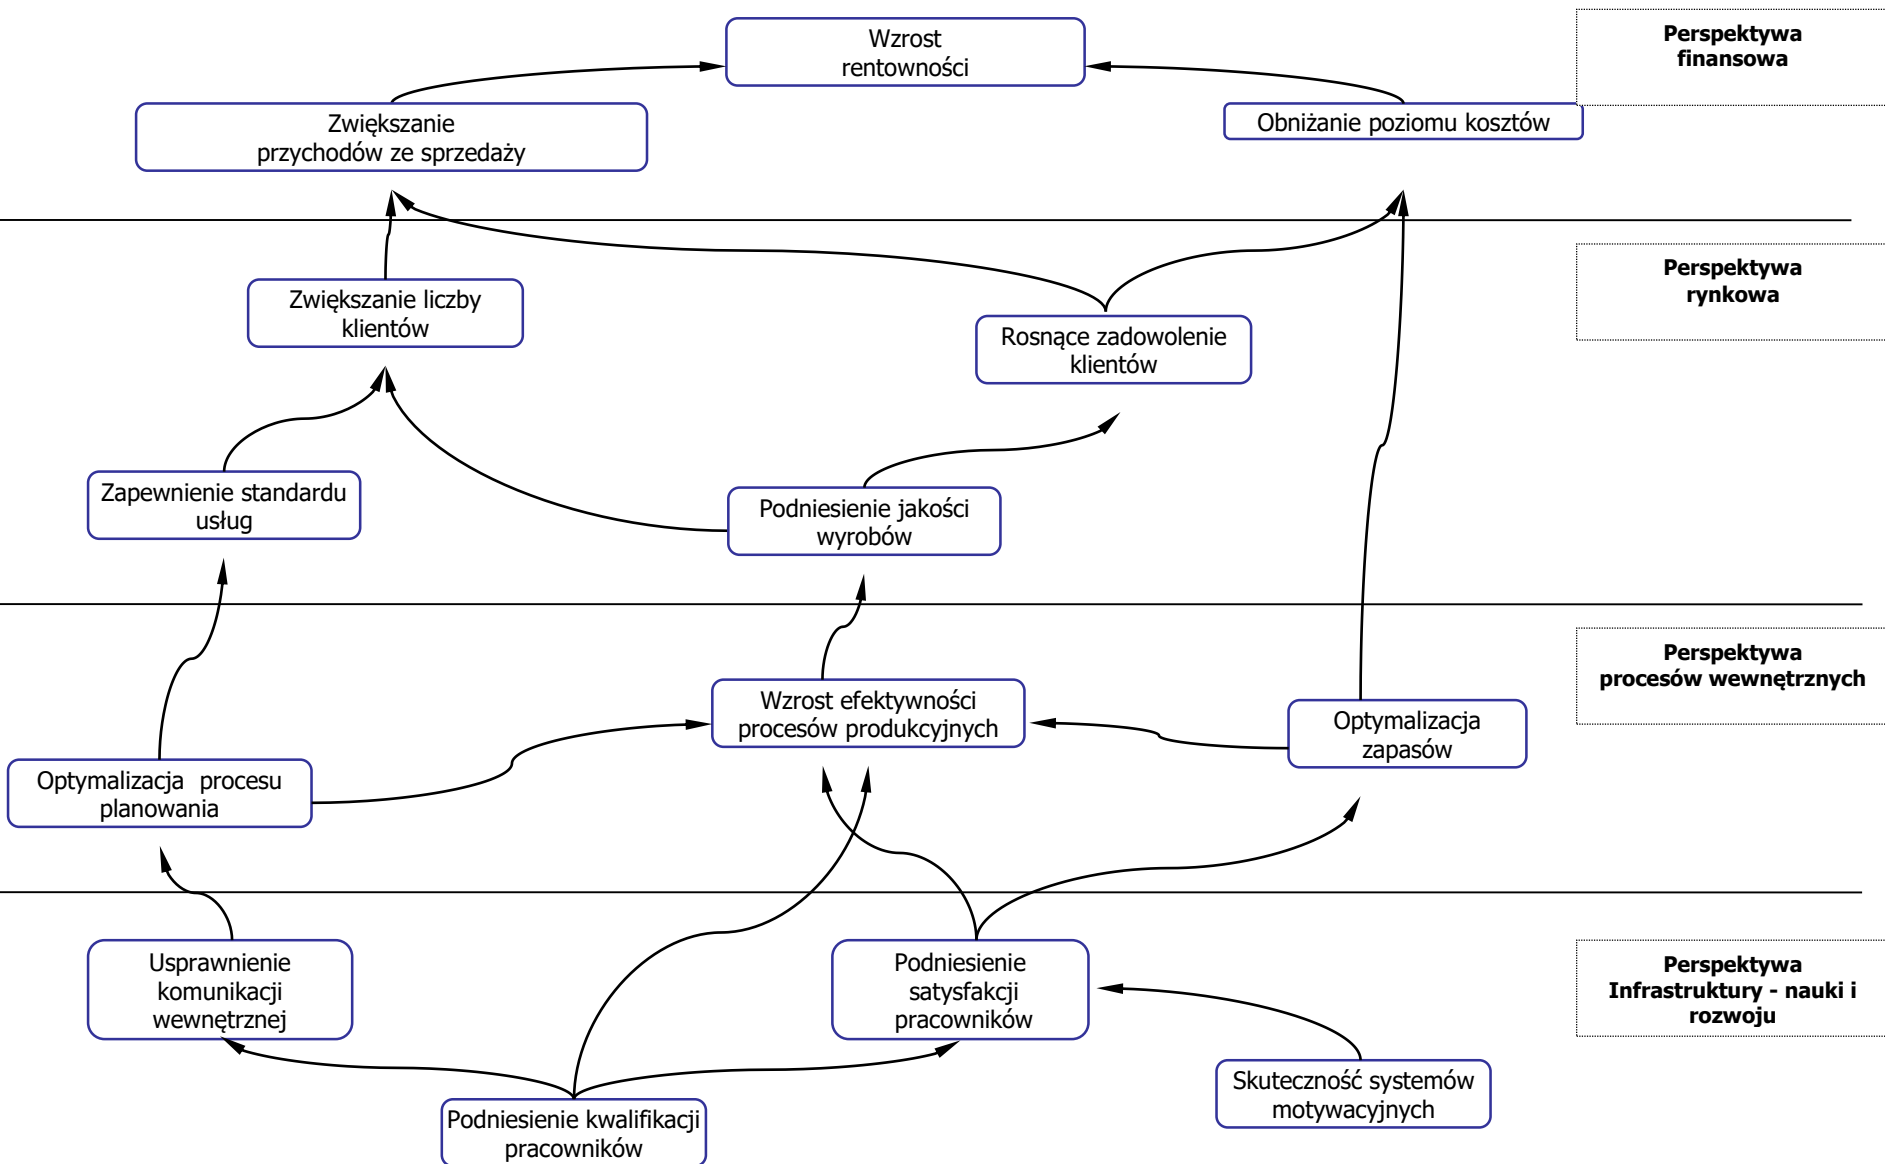 Wzrost
rentowności
Perspektywa
finansowa
Zwiększanie
przychodów ze sprzedaży
Obniżanie poziomu kosztów
Perspektywa
rynkowa
Zwiększanie liczby
klientów
Rosnące zadowolenie
klientów
Zapewnienie standardu
usług
Podniesienie jakości
wyrobów
Perspektywa
procesów wewnętrznych
Wzrost efektywności
procesów produkcyjnych
Optymalizacja
zapasów
Optymalizacja procesu
planowania
Usprawnienie
komunikacji
wewnętrznej
Podniesienie
satysfakcji
pracowników
Perspektywa
Infrastruktury - nauki i
rozwoju
Skuteczność systemów
motywacyjnych
Podniesienie kwalifikacji
pracowników